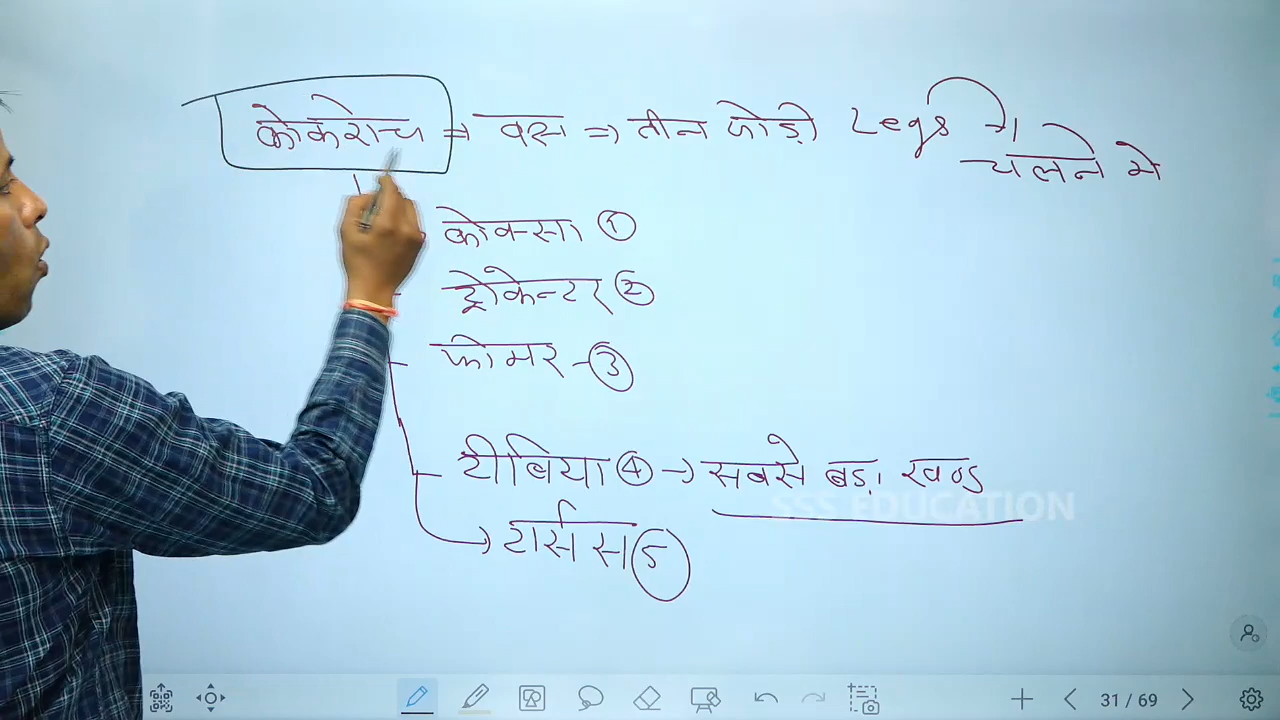 कोकरोच ⇒ वक्ष ⇒ तीन जोड़ी Legs → चलने मे
कोक्सा ①
ट्रोकेन्टर ②
फीमर - ③
टीबिया ④ → सबसे बड़ा खण्ड
→ टार्सस ⑤
SSS EDUCATION
31 / 69